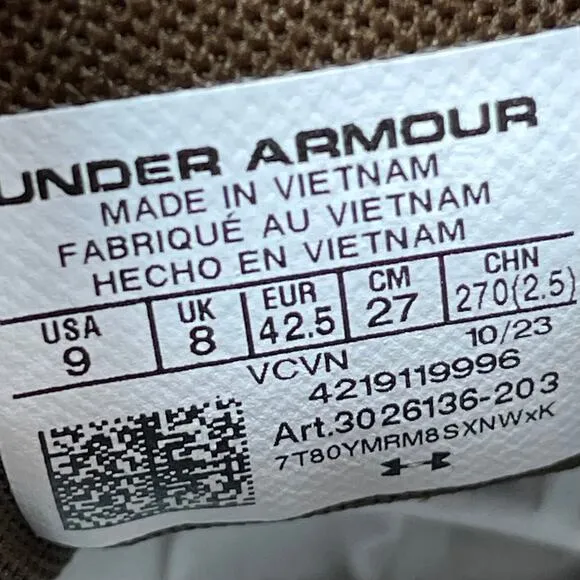 UNDER ARMOUR
MADE IN VIETNAM
FABRIQUÉ AU VIETNAM
HECHO EN VIETNAM
USA UK EUR CM CHN
9 8 42.5 27 270(2.5)
VCVN 10/23
4219119996
Art.3026136-203
7T80YMRM8SXNWxK